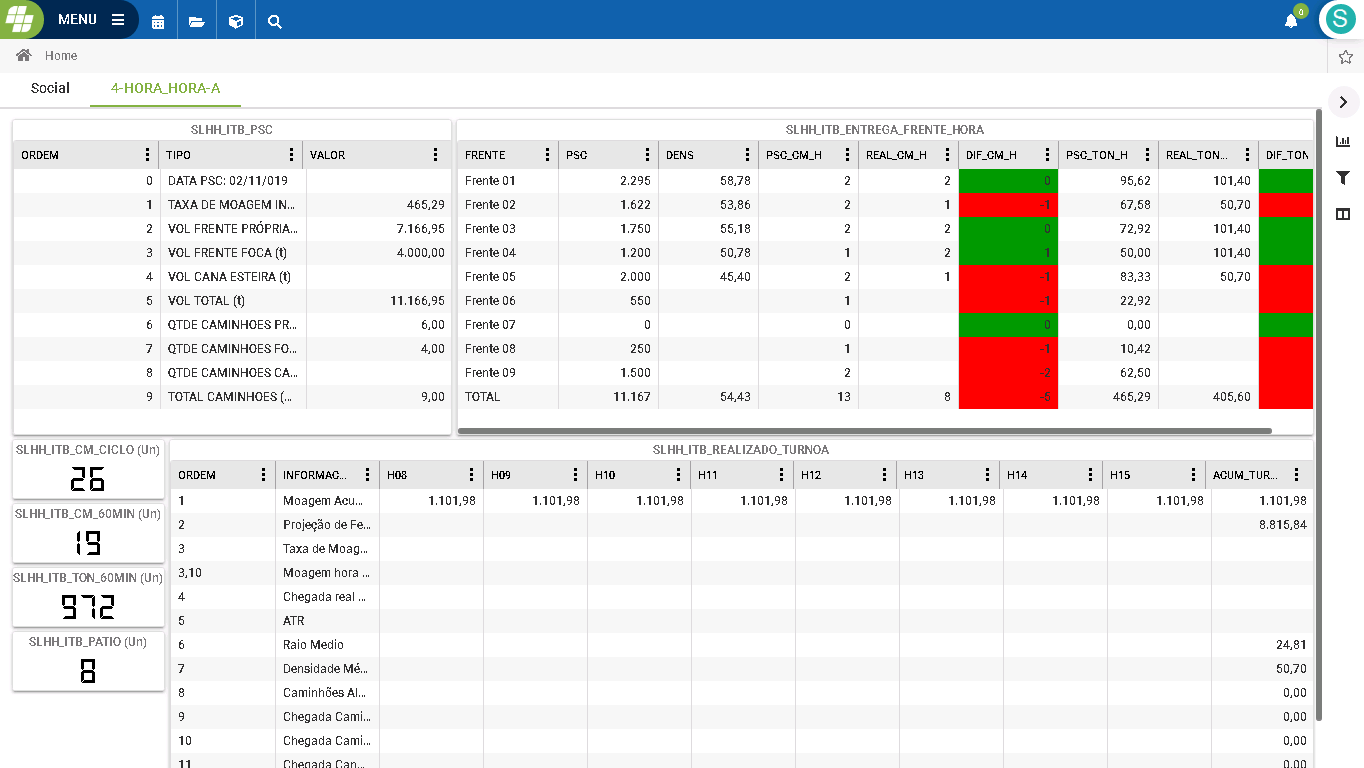 MENU
0
S
Home
Social 4-HORA_HORA-A
SLHH_ITB_PSC
ORDEM TIPO VALOR
0 DATA PSC: 02/11/019
1 TAXA DE MOAGEM IN... 465,29
2 VOL FRENTE PRÓPRIA... 7.166,95
3 VOL FRENTE FOCA (t) 4.000,00
4 VOL CANA ESTEIRA (t)
5 VOL TOTAL (t) 11.166,95
6 QTDE CAMINHOES PR... 6,00
7 QTDE CAMINHOES FO... 4,00
8 QTDE CAMINHOES CA...
9 TOTAL CAMINHOES (... 9,00
SLHH_ITB_ENTREGA_FRENTE_HORA
FRENTE PSC DENS PSC_CM_H REAL_CM_H DIF_CM_H PSC_TON_H REAL_TON... DIF_TON
Frente 01 2.295 58,78 2 2 0 95,62 101,40
Frente 02 1.622 53,86 2 1 -1 67,58 50,70
Frente 03 1.750 55,18 2 2 0 72,92 101,40
Frente 04 1.200 50,78 1 2 1 50,00 101,40
Frente 05 2.000 45,40 2 1 -1 83,33 50,70
Frente 06 550 1 -1 22,92
Frente 07 0 0 0 0,00
Frente 08 250 1 -1 10,42
Frente 09 1.500 2 -2 62,50
TOTAL 11.167 54,43 13 8 -5 465,29 405,60
SLHH_ITB_CM_CICLO (Un)
26
SLHH_ITB_CM_60MIN (Un)
19
SLHH_ITB_TON_60MIN (Un)
972
SLHH_ITB_PATIO (Un)
8
SLHH_ITB_REALIZADO_TURNOA
ORDEM INFORMAC... H08 H09 H10 H11 H12 H13 H14 H15 AGUM_TUR...
1 Moagem Acu... 1.101,98 1.101,98 1.101,98 1.101,98 1.101,98 1.101,98 1.101,98 1.101,98 1.101,98
2 Projeção de Fe... 8.815,84
3 Taxa de Moag...
3,10 Moagem hora ...
4 Chegada real ...
5 ATR
6 Raio Medio 24,81
7 Densidade Mé... 50,70
8 Caminhões Al... 0,00
9 Chegada Cami... 0,00
10 Chegada Cami... 0,00
11 Chegada Can... 0,00